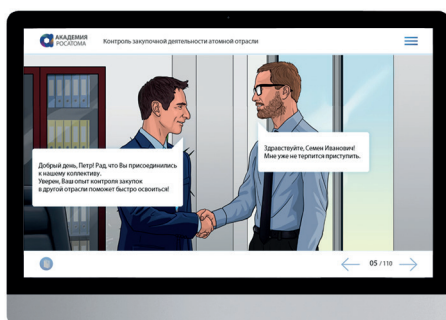 АКАДЕМИЯ
РОСАТОМА
Контроль закупочной деятельности атомной отрасли
Добрый день, Петр! Рад, что Вы присоединились
к нашему коллективу.
Уверен, Ваш опыт контроля закупок
в другой отрасли поможет быстро освоиться!
Здравствуйте, Семен Иванович!
Мне уже не терпится приступить.
05 / 110